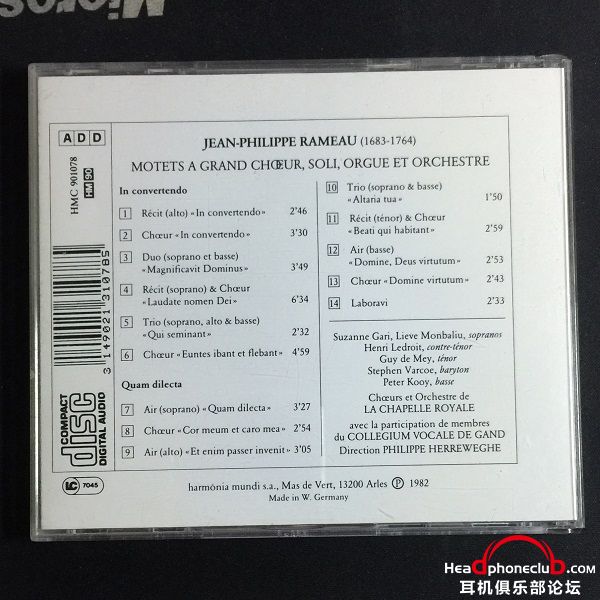 Micros
A D D
HMC 901078
HM 90
3 149021 310785
COMPACT
disc
DIGITAL AUDIO
LC 7045
JEAN-PHILIPPE RAMEAU (1683-1764)
MOTETS A GRAND CHŒUR, SOLI, ORGUE ET ORCHESTRE
In convertendo
1 Récit (alto) «In convertendo» 2'46
2 Chœur «In convertendo» 3'30
3 Duo (soprano et basse)
«Magnificavit Dominus» 3'49
4 Récit (soprano) & Chœur
«Laudate nomen Dei» 6'34
5 Trio (soprano, alto & basse)
«Qui seminant» 2'32
6 Chœur «Euntes ibant et flebant» 4'59
Quam dilecta
7 Air (soprano) «Quam dilecta» 3'27
8 Chœur «Cor meum et caro mea» 2'54
9 Air (alto) «Et enim passer invenit» 3'05
10 Trio (soprano & basse)
«Altaria tua» 1'50
11 Récit (ténor) & Chœur
«Beati qui habitant» 2'59
12 Air (basse)
«Domine, Deus virtutum» 2'53
13 Chœur «Domine virtutum» 2'43
14 Laboravi 2'33
Suzanne Gari, Lieve Monbaliu, sopranos
Henri Ledroit, contre-ténor
Guy de Mey, ténor
Stephen Varcoe, baryton
Peter Kooy, basse
Chœurs et Orchestre de
LA CHAPELLE ROYALE
avec la participation de membres
du COLLEGIUM VOCALE DE GAND
Direction PHILIPPE HERREWEGHE
harmonia mundi s.a., Mas de Vert, 13200 Arles Ⓟ 1982
Made in W. Germany
Headphoneclub.com
耳机俱乐部论坛